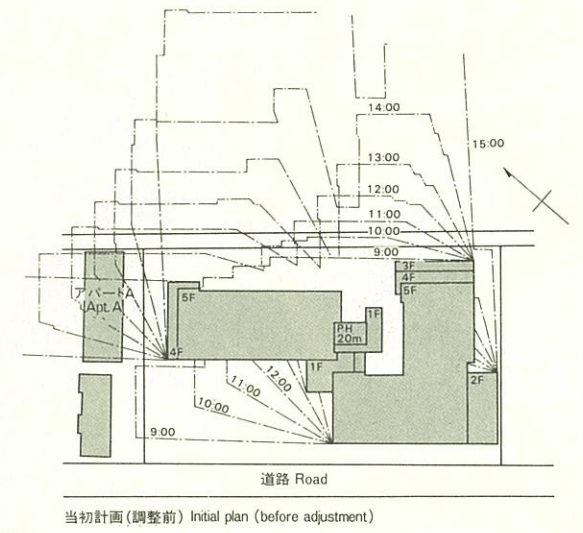 14:00
15:00
13:00
12:00
11:00
10:00
9:00
3F
4F
5F
アパートA
(Apt. A)
5F
1F
PH
20m
4F
1F
2F
12:00
11:00
10:00
9:00
道路 Road
当初計画(調整前) Initial plan (before adjustment)